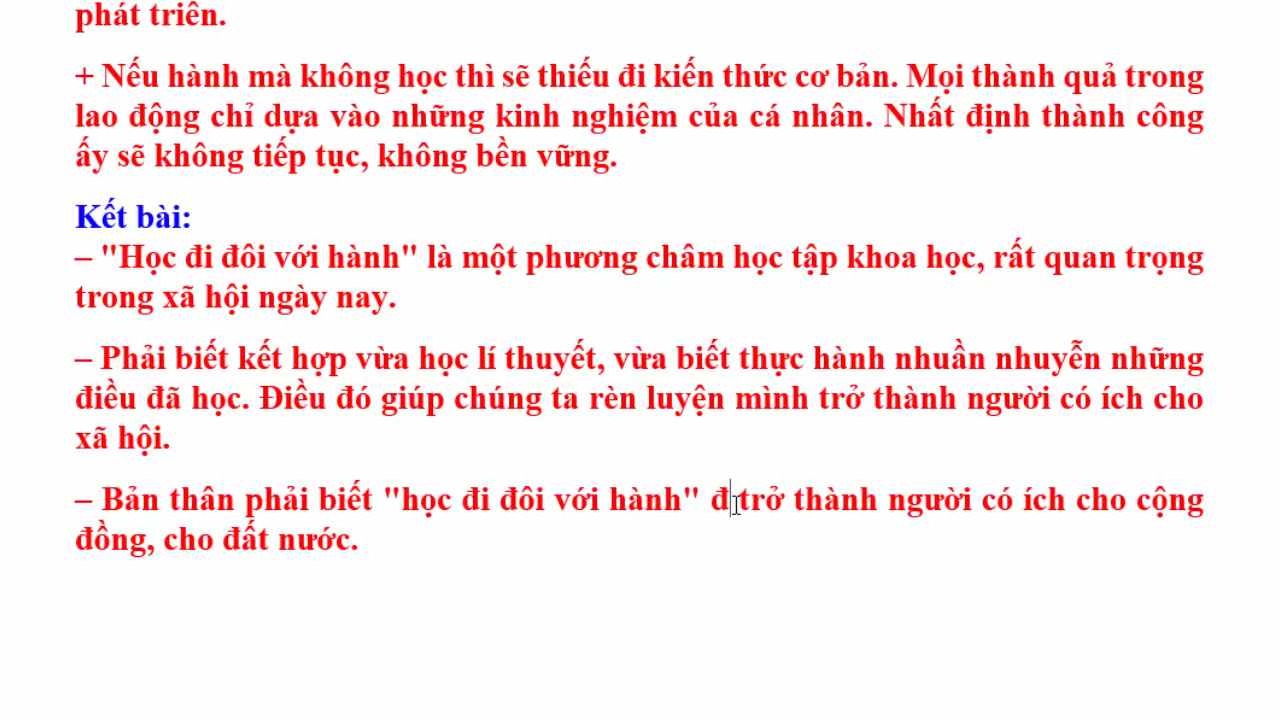 phát triên.
+ Nếu hành mà không học thì sẽ thiếu đi kiến thức cơ bản. Mọi thành quả trong
lao động chỉ dựa vào những kinh nghiệm của cá nhân. Nhất định thành công
ấy sẽ không tiếp tục, không bền vững.
Kết bài:
– "Học đi đôi với hành" là một phương châm học tập khoa học, rất quan trọng
trong xã hội ngày nay.
– Phải biết kết hợp vừa học lí thuyết, vừa biết thực hành nhuần nhuyễn những
điều đã học. Điều đó giúp chúng ta rèn luyện mình trở thành người có ích cho
xã hội.
– Bản thân phải biết "học đi đôi với hành" đ trở thành người có ích cho cộng
đồng, cho đất nước.